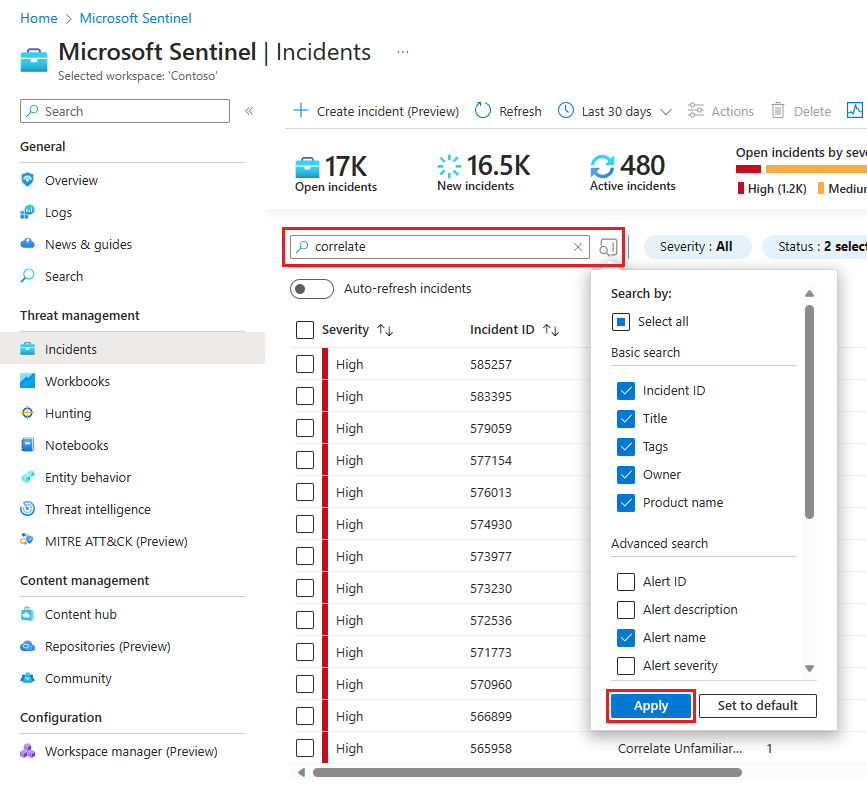 Home > Microsoft Sentinel
Microsoft Sentinel | Incidents ...
Selected workspace: 'Contoso'
Search «
General
Overview
Logs
News & guides
Search
Threat management
Incidents
Workbooks
Hunting
Notebooks
Entity behavior
Threat intelligence
MITRE ATT&CK (Preview)
Content management
Content hub
Repositories (Preview)
Community
Configuration
Workspace manager (Preview)
Create incident (Preview) Refresh Last 30 days Actions Delete
17K
Open incidents
16.5K
New incidents
480
Active incidents
Open incidents by seve
High (1.2K) Medium
correlate
Severity : All Status : 2 select
Auto-refresh incidents
Severity ↑↓ Incident ID ↑↓
High 585257
High 583395
High 579059
High 577154
High 576013
High 574930
High 573977
High 573230
High 572536
High 571773
High 570960
High 566899
High 565958 Correlate Unfamiliar... 1
Search by:
Select all
Basic search
Incident ID
Title
Tags
Owner
Product name
Advanced search
Alert ID
Alert description
Alert name
Alert severity
Apply Set to default